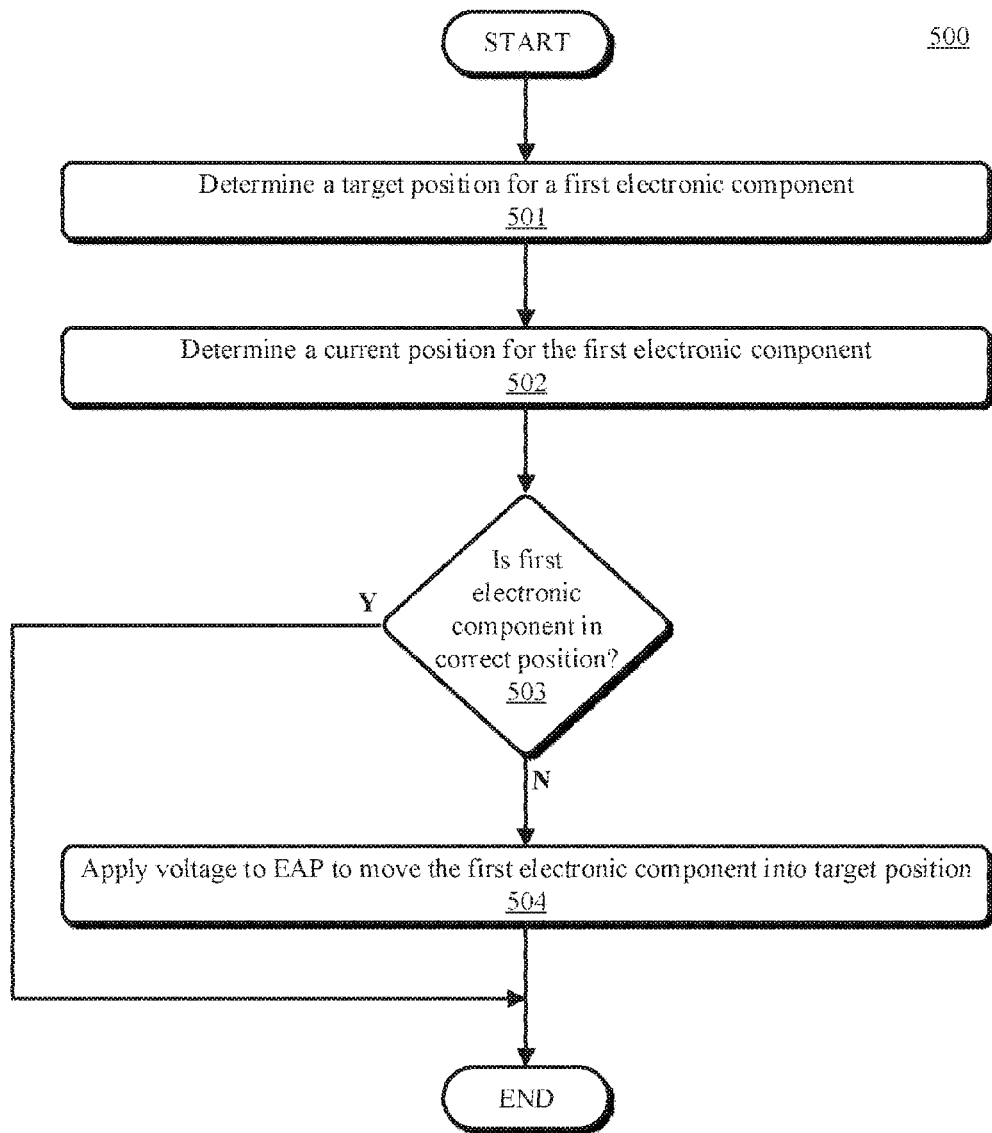 START
500
Determine a target position for a first electronic component
501
Determine a current position for the first electronic component
502
Is first
electronic
component in
correct position?
503
Y
N
Apply voltage to EAP to move the first electronic component into target position
504
END